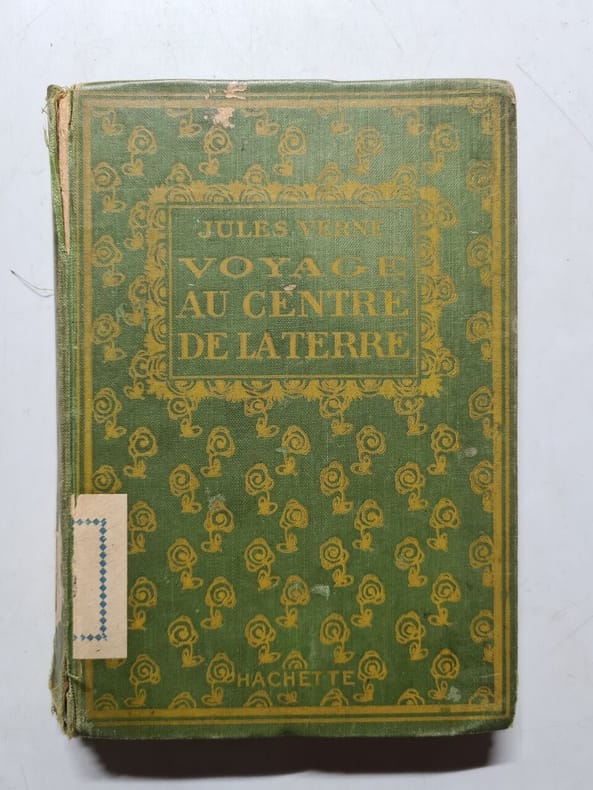 JULES VERNE
VOYAGE
AU CENTRE
DE LA TERRE
HACHETTE